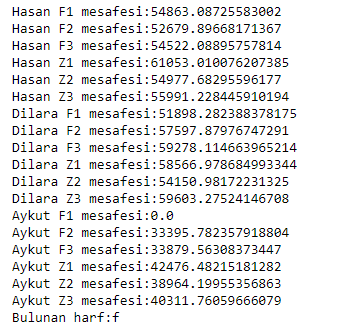 Hasan F1 mesafesi:54863.08725583002
Hasan F2 mesafesi:52679.89668171367
Hasan F3 mesafesi:54522.08895757814
Hasan Z1 mesafesi:61053.010076207385
Hasan Z2 mesafesi:54977.68295596177
Hasan Z3 mesafesi:55991.228445910194
Dilara F1 mesafesi:51898.282388378175
Dilara F2 mesafesi:57597.87976747291
Dilara F3 mesafesi:59278.114663965214
Dilara Z1 mesafesi:58566.978684993344
Dilara Z2 mesafesi:54150.98172231325
Dilara Z3 mesafesi:59603.27524146708
Aykut F1 mesafesi:0.0
Aykut F2 mesafesi:33395.782357918804
Aykut F3 mesafesi:33879.56308373447
Aykut Z1 mesafesi:42476.48215181282
Aykut Z2 mesafesi:38964.19955356863
Aykut Z3 mesafesi:40311.76059666079
Bulunan harf:f